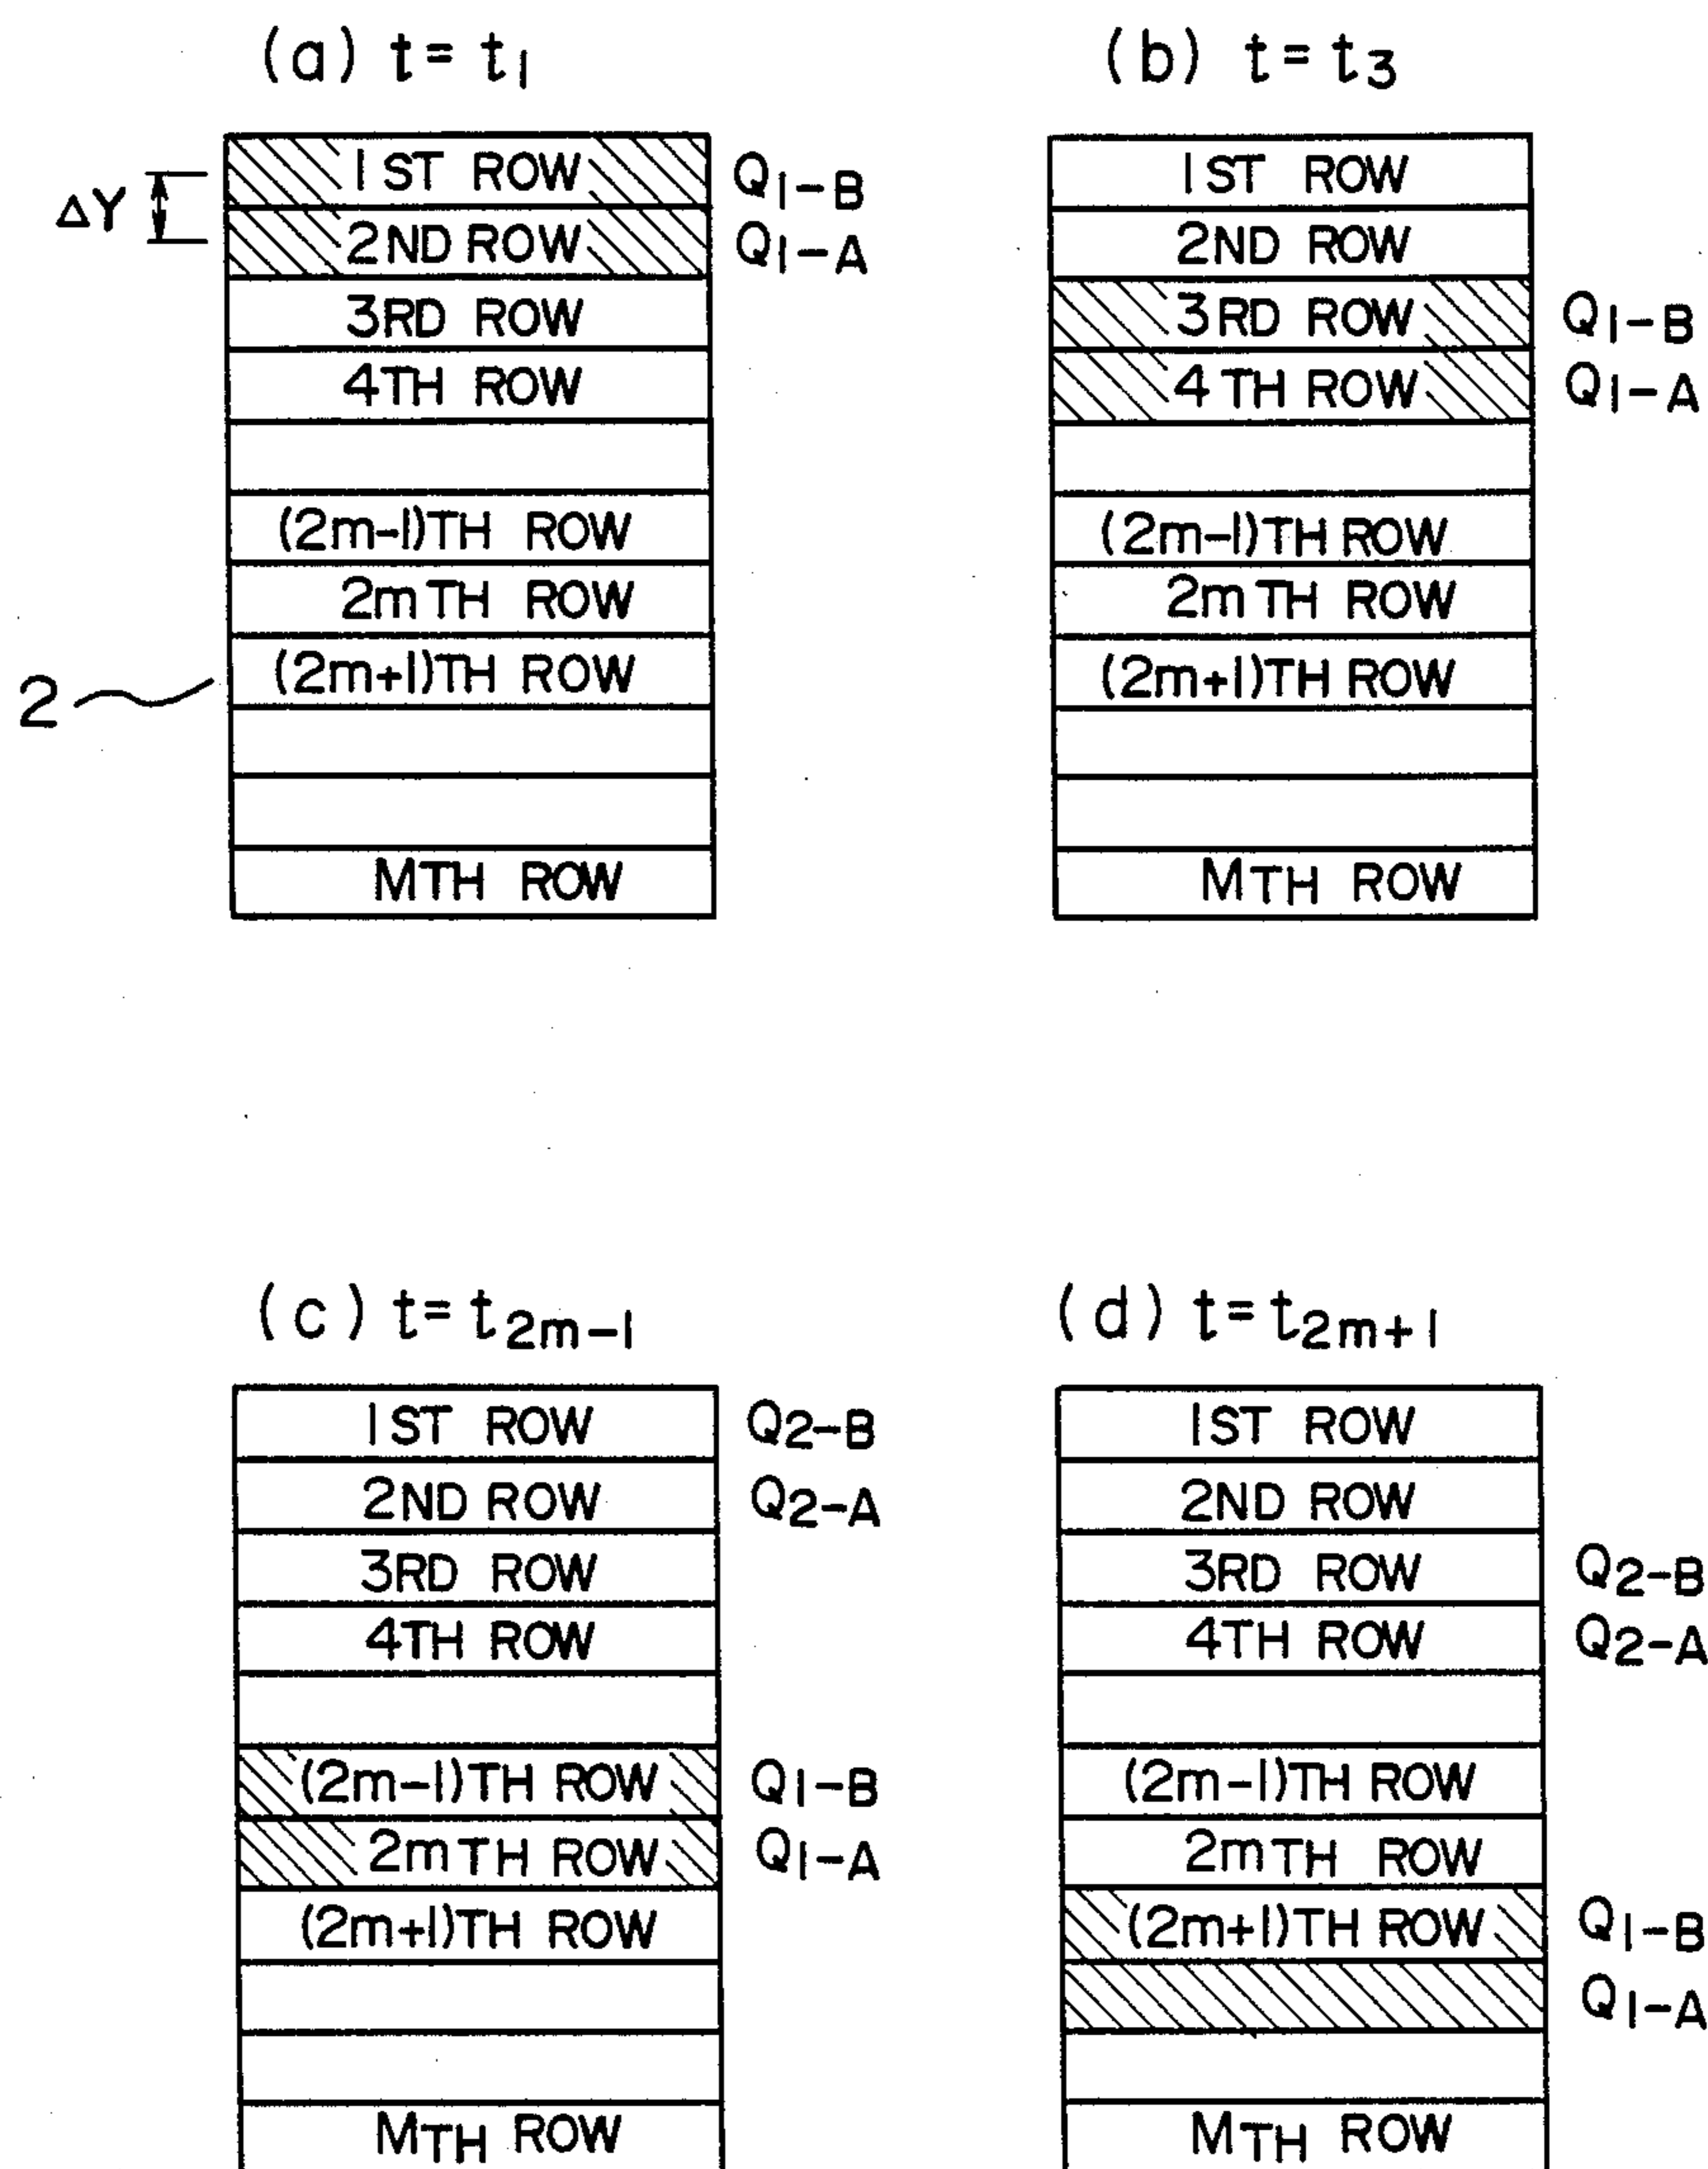 (a) t= t1
ΔY
1ST ROW Q1-B
2ND ROW Q1-A
3RD ROW
4TH ROW
(2m-1)TH ROW
2mTH ROW
(2m+1)TH ROW
2
MTH ROW
(b) t= t3
1ST ROW
2ND ROW
3RD ROW Q1-B
4TH ROW Q1-A
(2m-1)TH ROW
2mTH ROW
(2m+1)TH ROW
MTH ROW
(c) t= t2m-1
1ST ROW Q2-B
2ND ROW Q2-A
3RD ROW
4TH ROW
(2m-1)TH ROW Q1-B
2mTH ROW Q1-A
(2m+1)TH ROW
MTH ROW
(d) t= t2m+1
1ST ROW
2ND ROW
3RD ROW Q2-B
4TH ROW Q2-A
(2m-1)TH ROW
2mTH ROW
(2m+1)TH ROW Q1-B
Q1-A
MTH ROW